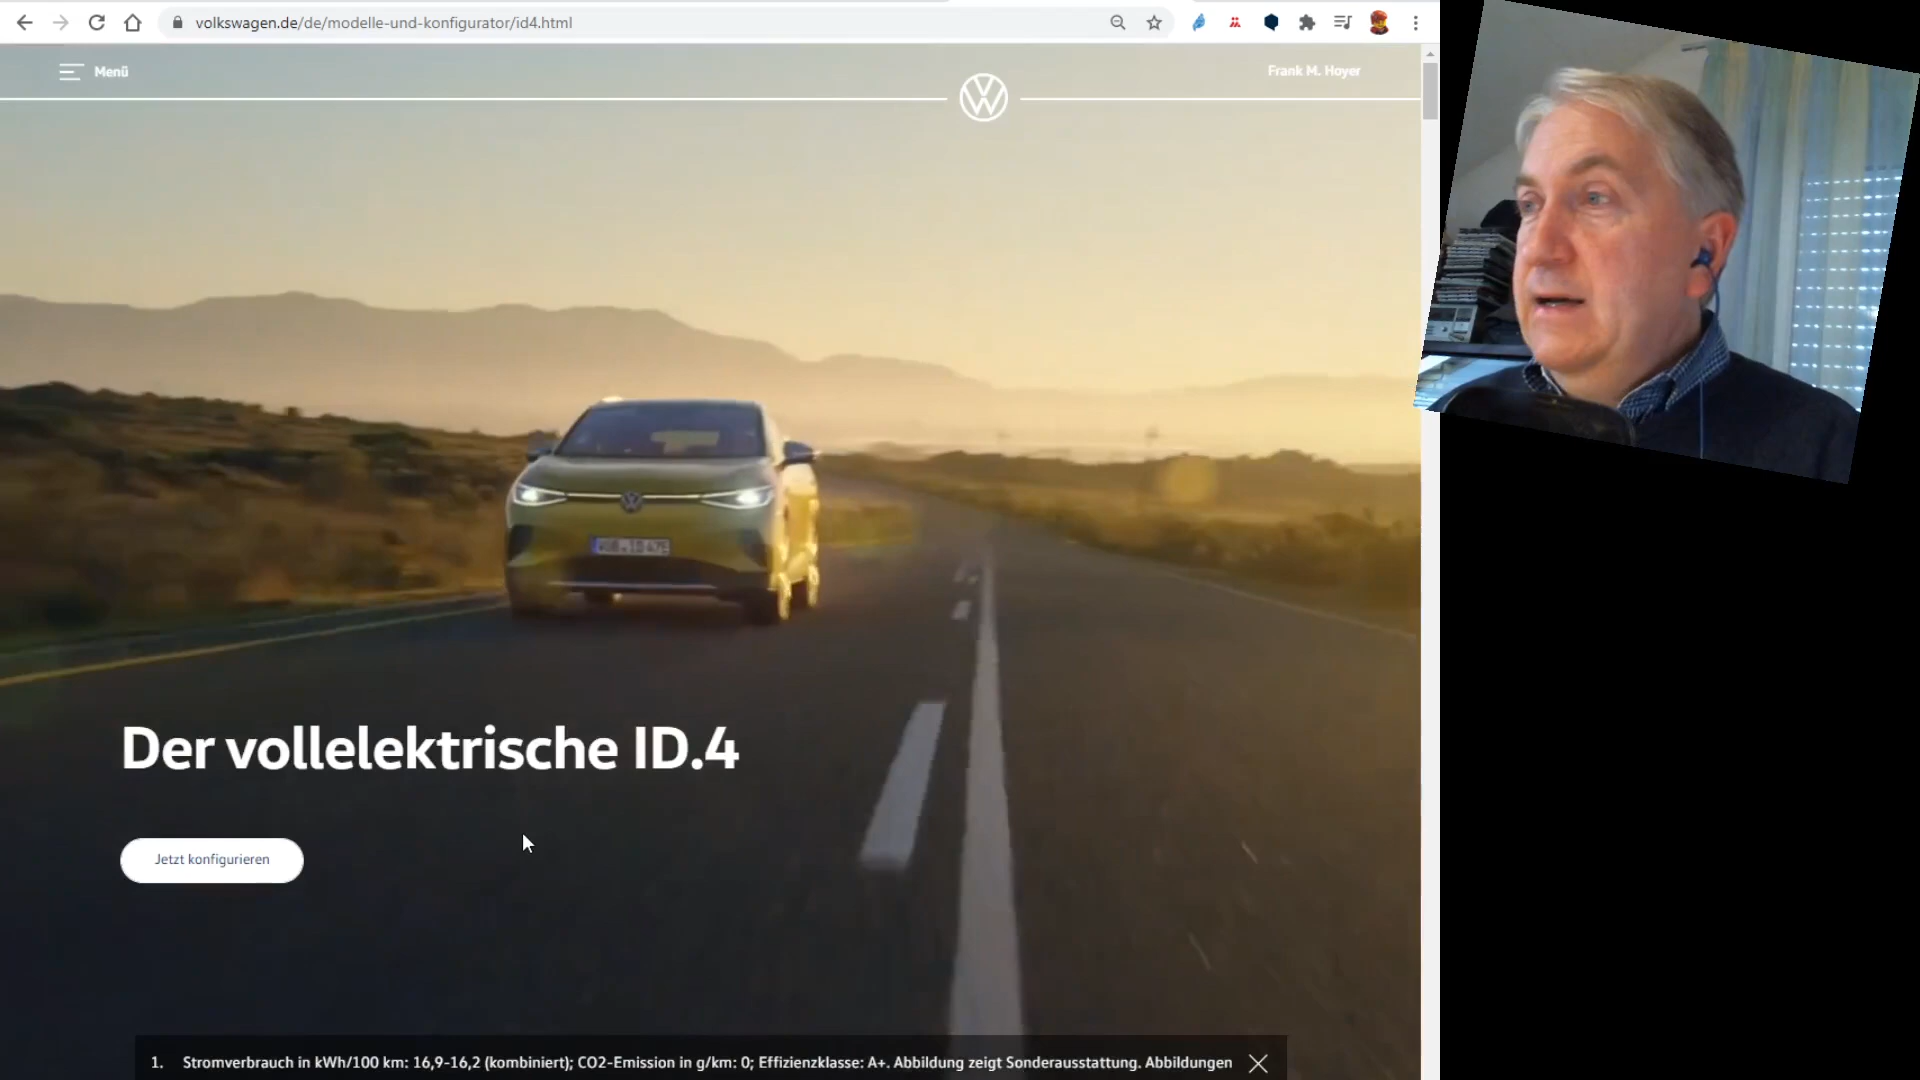 volkswagen.de/de/modelle-und-konfigurator/id4.html
Menü
Frank M. Hoyer
Der vollelektrische ID.4
Jetzt konfigurieren
1. Stromverbrauch in kWh/100 km: 16,9-16,2 (kombiniert); CO2-Emission in g/km: 0; Effizienzklasse: A+. Abbildung zeigt Sonderausstattung. Abbildungen